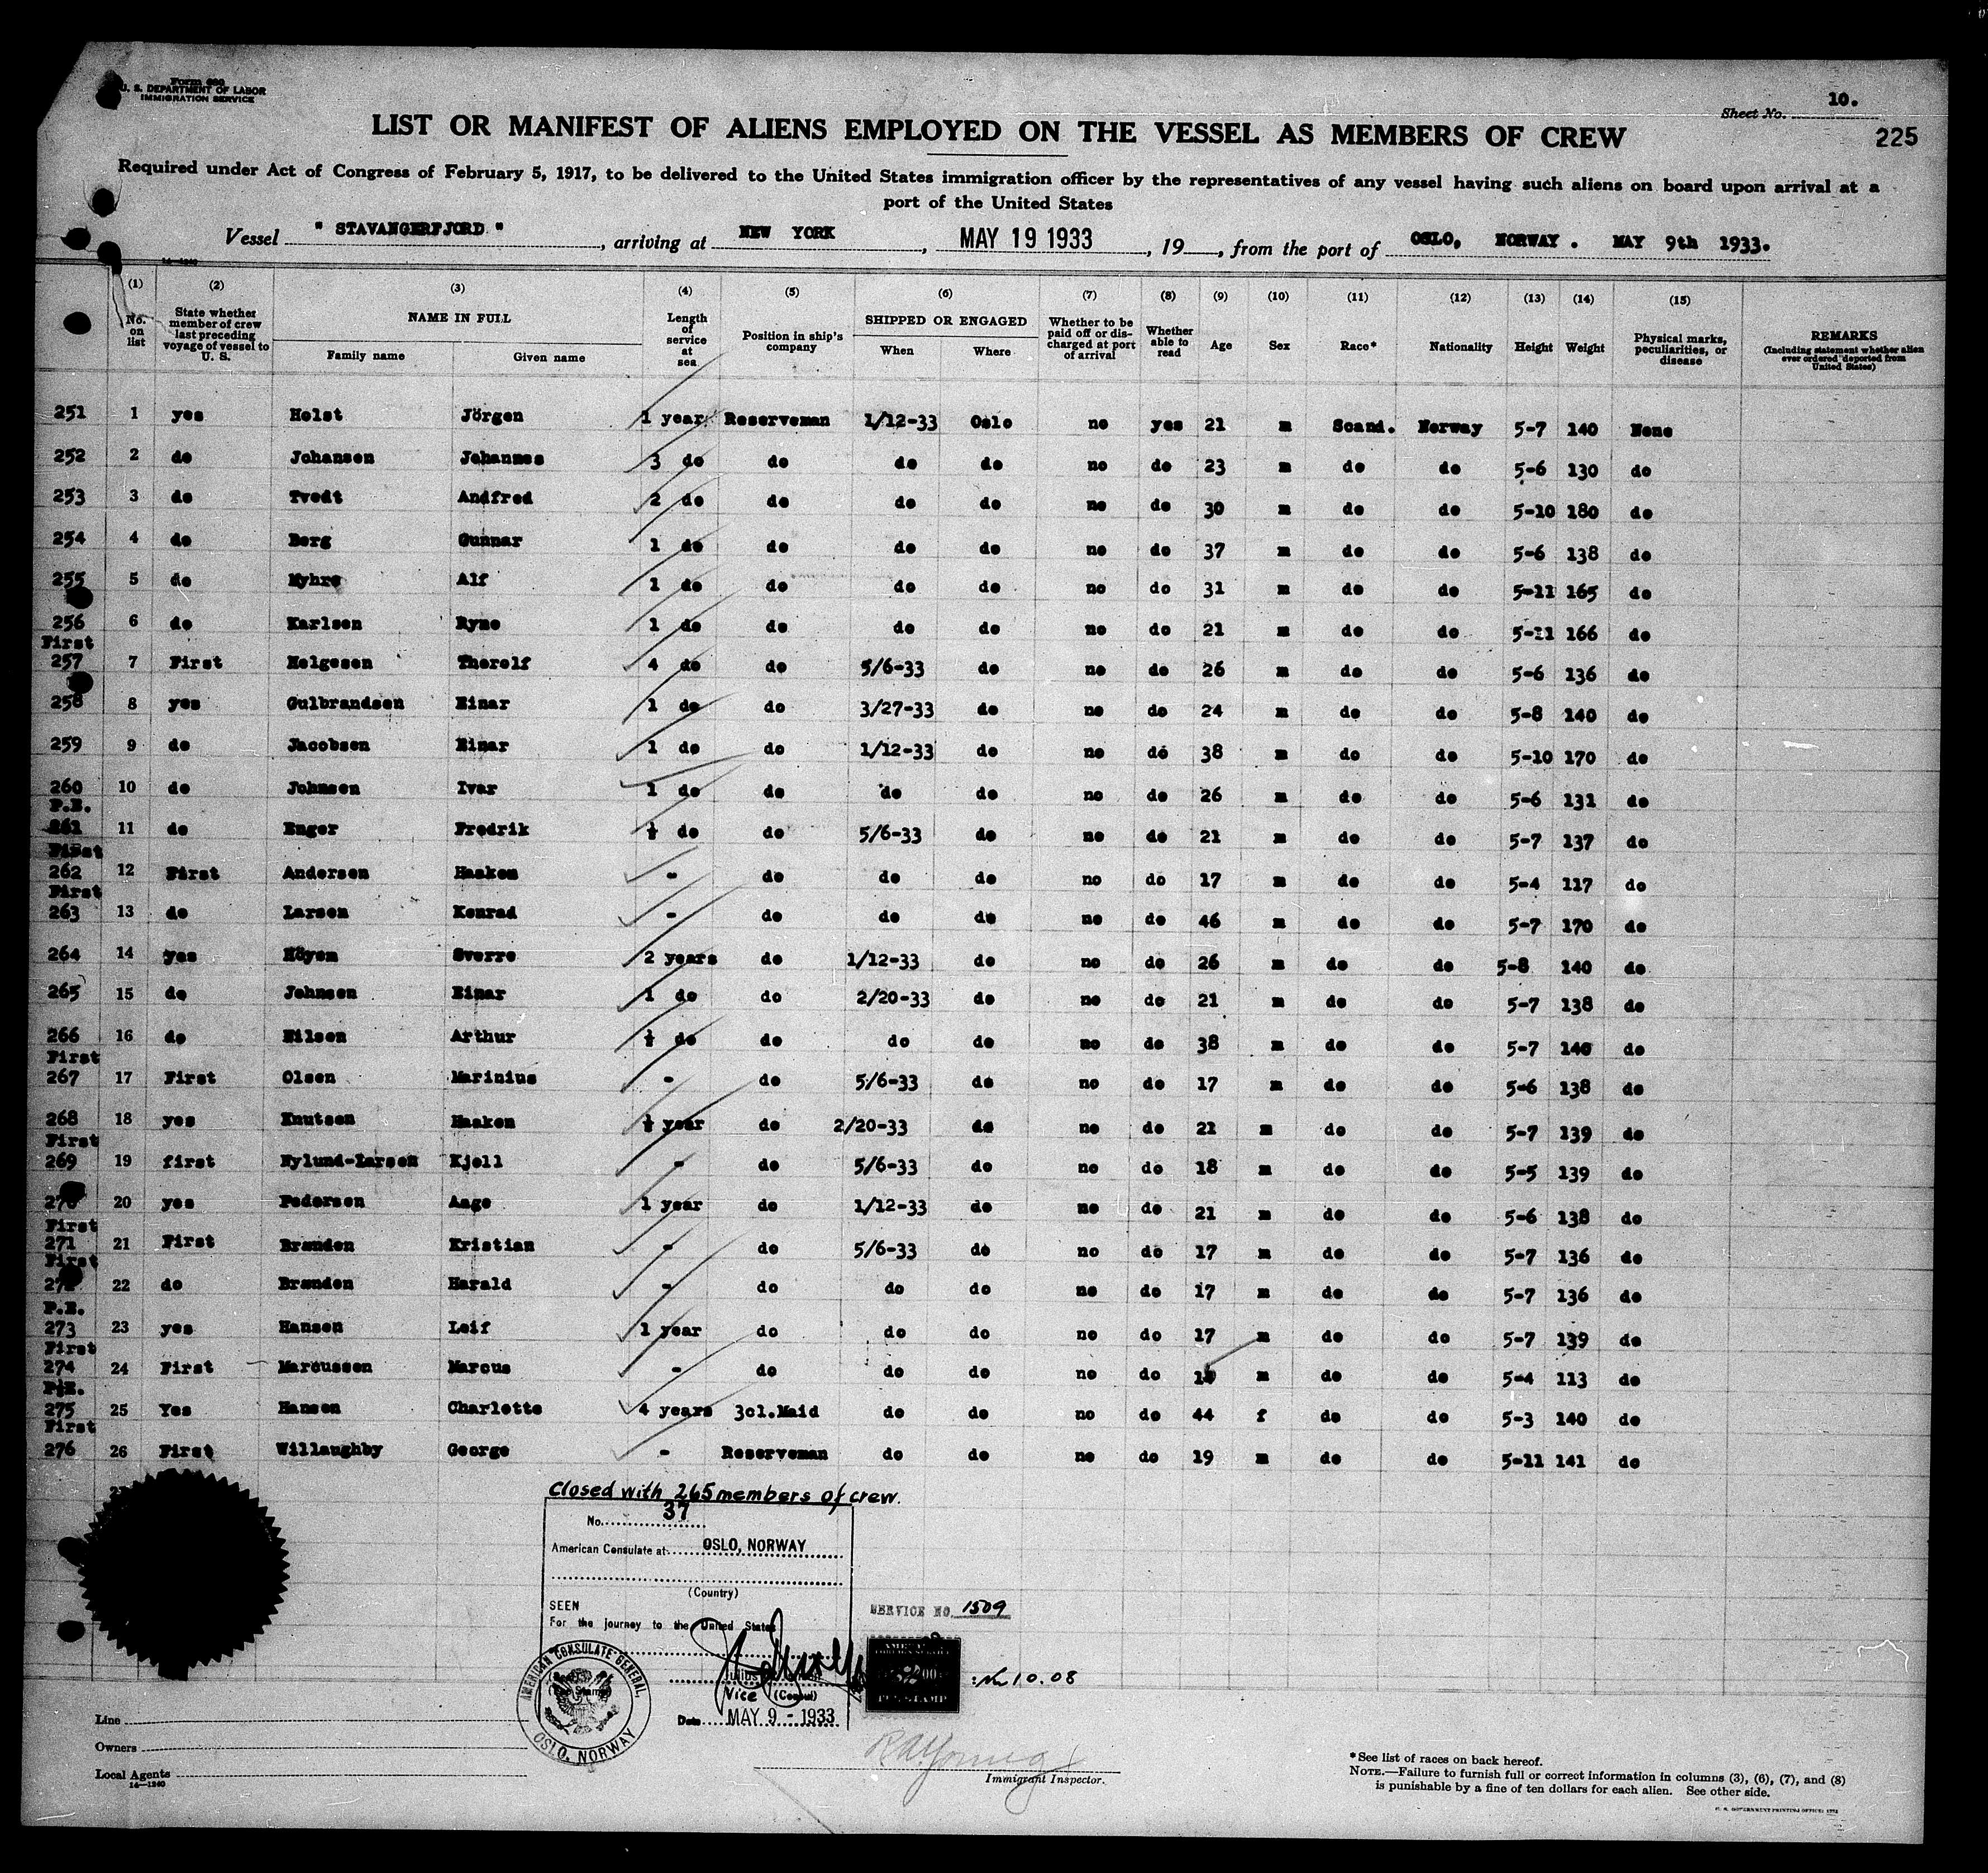 Form 680
U. S. DEPARTMENT OF LABOR
IMMIGRATION SERVICE
Sheet No. 10.
225
LIST OR MANIFEST OF ALIENS EMPLOYED ON THE VESSEL AS MEMBERS OF CREW
Required under Act of Congress of February 5, 1917, to be delivered to the United States immigration officer by the representatives of any vessel having such aliens on board upon arrival at a
port of the United States
Vessel " STAVANGERFJORD ", arriving at NEW YORK, MAY 19 1933, 19, from the port of OSLO, NORWAY. MAY 9th 1933.
14—1240
(1) (2) (3) (4) (5) (6) (7) (8) (9) (10) (11) (12) (13) (14) (15)
No. on list
State whether member of crew last preceding voyage of vessel to U. S.
NAME IN FULL
Family name Given name
Length of service at sea
Position in ship's company
SHIPPED OR ENGAGED
When Where
Whether to be paid off or discharged at port of arrival
Whether able to read
Age Sex Race* Nationality Height Weight
Physical marks, peculiarities, or disease
REMARKS
(Including statement whether alien ever ordered deported from United States)
251 1 yes Holst Jörgen 1 year Reserveman 1/12-33 Oslo no yes 21 m Scand. Norway 5-7 140 None
252 2 do Johansen Johannes 3 do do do do no do 23 m do do 5-6 130 do
253 3 do Tvedt Andfred 2 do do do do no do 30 m do do 5-10 180 do
254 4 do Berg Gunnar 1 do do do do no do 37 m do do 5-6 138 do
255 5 do Myhre Alf 1 do do do do no do 31 m do do 5-11 165 do
256 6 do Karlsen Ryno 1 do do do do no do 21 m do do 5-11 166 do
First
257 7 First Helgesen Thorolf 4 do do 5/6-33 do no do 26 m do do 5-6 136 do
258 8 yes Gulbrandsen Einar 1 do do 3/27-33 do no do 24 m do do 5-8 140 do
259 9 do Jacobsen Einar 1 do do 1/12-33 do no do 38 m do do 5-10 170 do
260 10 do Johnsen Ivar 1 do do do do no do 26 m do do 5-6 131 do
P.E.
261 11 do Enger Fredrik ½ do do 5/6-33 do no do 21 m do do 5-7 137 do
First
262 12 First Andersen Haakon - do do do no do 17 m do do 5-4 117 do
First
263 13 do Larsen Konrad - do do do no do 46 m do do 5-7 170 do
264 14 yes Höyem Sverre 2 years do 1/12-33 do no do 26 m do do 5-8 140 do
265 15 do Johnsen Einar 1 do do 2/20-33 do no do 21 m do do 5-7 138 do
266 16 do Nilsen Arthur ½ do do do do no do 38 m do do 5-7 140 do
First
267 17 First Olsen Marinius - do 5/6-33 do no do 17 m do do 5-6 138 do
268 18 yes Knutsen Haakon ½ year do 2/20-33 do no do 21 m do do 5-7 139 do
First
269 19 first Nylund-Larsen Kjell - do 5/6-33 do no do 18 m do do 5-5 139 do
270 20 yes Pedersen Aage 1 year do 1/12-33 do no do 21 m do do 5-6 138 do
First
271 21 First Brænden Kristian - do 5/6-33 do no do 17 m do do 5-7 136 do
First
272 22 do Brænden Harald - do do do no do 17 m do do 5-7 136 do
P.E.
273 23 yes Hansen Leif 1 year do do do no do 17 m do do 5-7 139 do
First
274 24 First Marcussen Marcus - do do do no do m do do 5-4 113 do
P.E.
275 25 Yes Hansen Charlotte 4 years 3cl.Maid do do no do 44 f do do 5-3 140 do
First
276 26 First Willaughby George - Reserveman do do no do 19 m do do 5-11 141 do
Closed with 265 members of crew.
No. 37
American Consulate at OSLO, NORWAY
(Country)
SEEN
For the journey to the United States
Vice (Consul)
Date MAY 9 - 1933
AMERICAN CONSULATE GENERAL,
OSLO, NORWAY
SERVICE NO. 1509
10.08
Line
Owners
Local Agents
14—1240
Immigrant Inspector.
*See list of races on back hereof.
NOTE.—Failure to furnish full or correct information in columns (3), (6), (7), and (8)
is punishable by a fine of ten dollars for each alien. See other side.